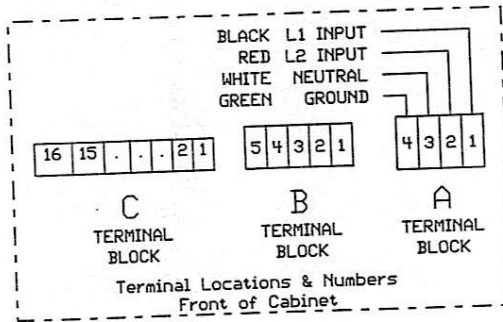 BLACK L1 INPUT
RED L2 INPUT
WHITE NEUTRAL
GREEN GROUND
16 15 . . . 2 1
5 4 3 2 1
4 3 2 1
C
TERMINAL
BLOCK
B
TERMINAL
BLOCK
A
TERMINAL
BLOCK
Terminal Locations & Numbers
Front of Cabinet